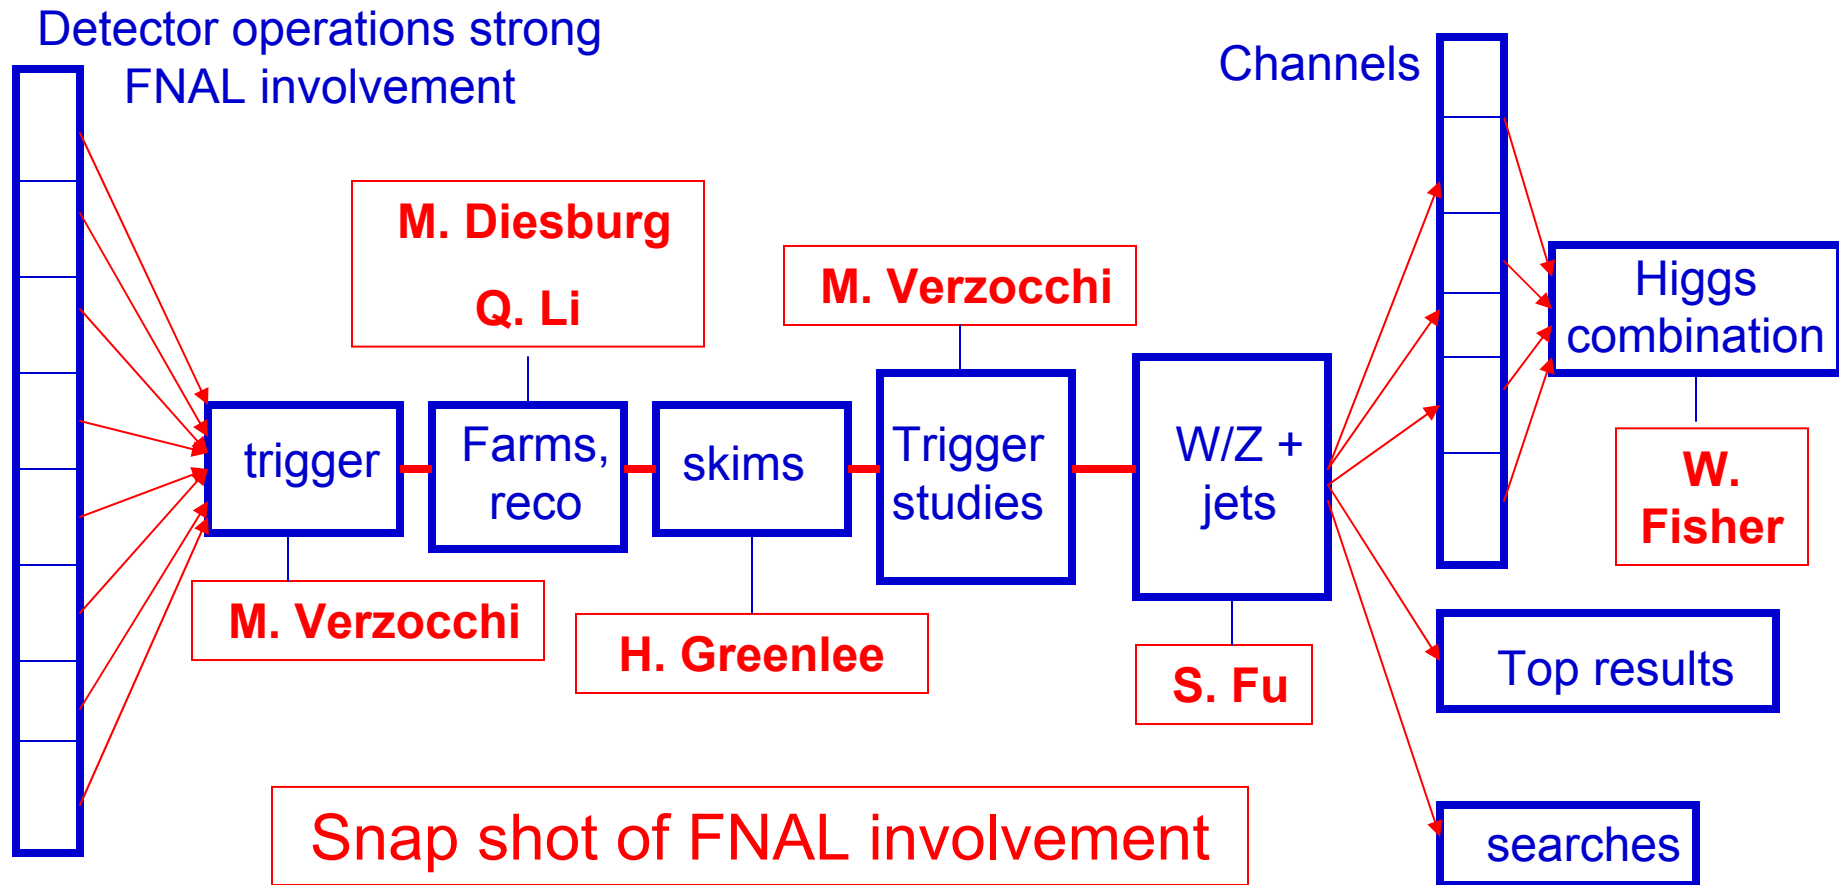 Detector operations strong
FNAL involvement
Channels
M. Diesburg
Q. Li
M. Verzocchi
Higgs
combination
trigger
Farms,
reco
skims
Trigger
studies
W/Z +
jets
W.
Fisher
M. Verzocchi
H. Greenlee
S. Fu
Top results
Snap shot of FNAL involvement
searches